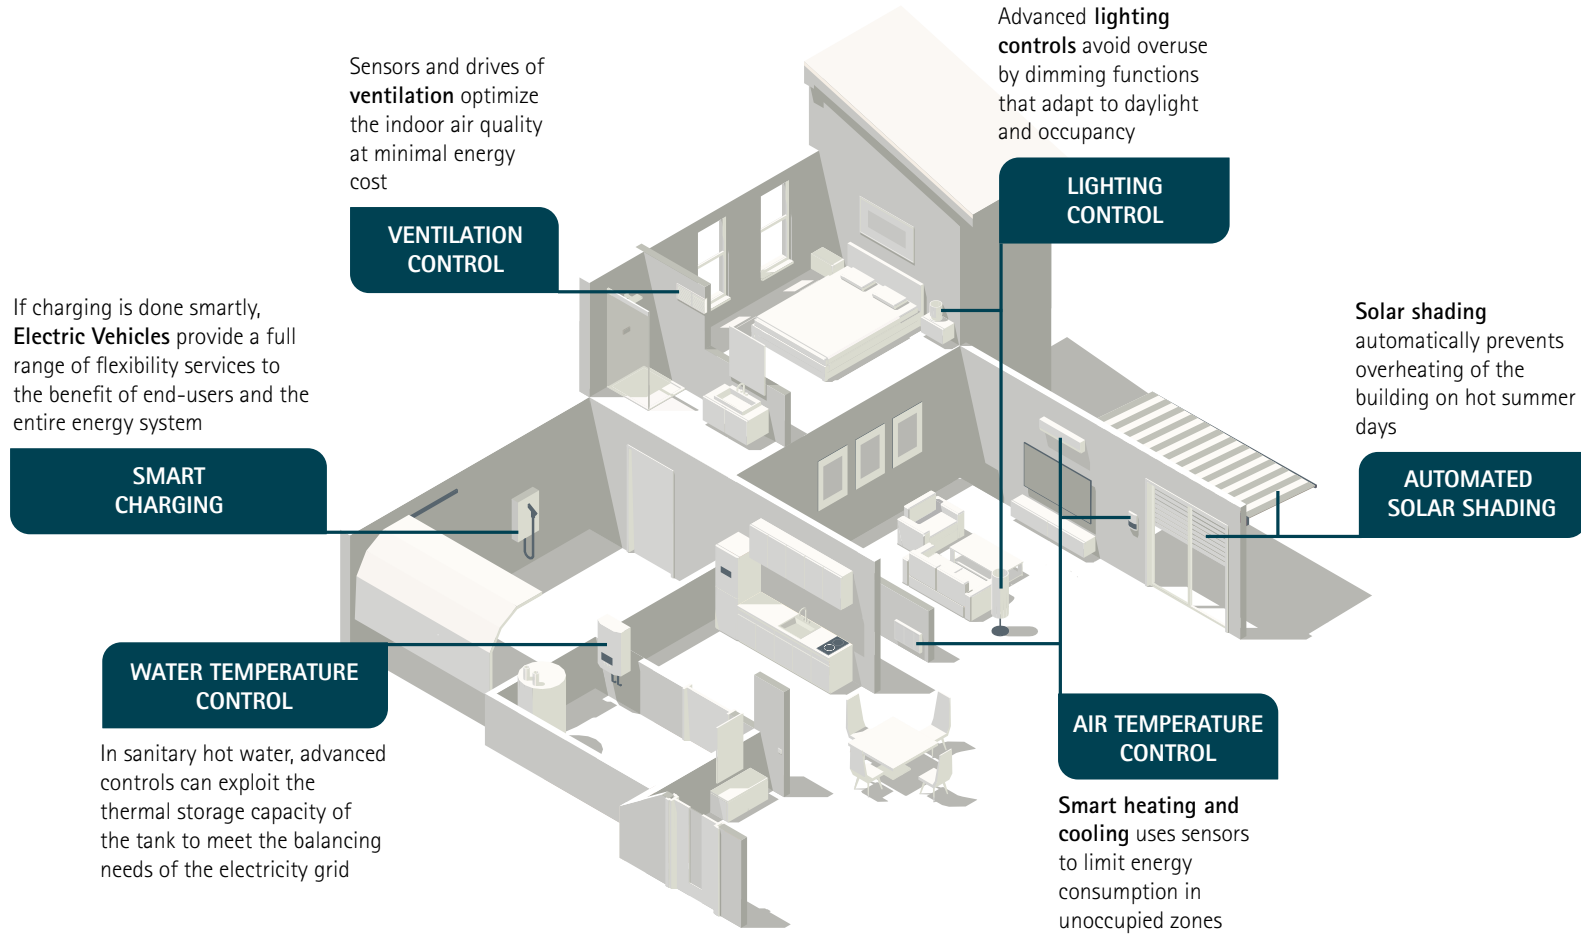 Sensors and drives of
ventilation optimize
the indoor air quality
at minimal energy
cost
VENTILATION
CONTROL
Advanced lighting
controls avoid overuse
by dimming functions
that adapt to daylight
and occupancy
LIGHTING
CONTROL
If charging is done smartly,
Electric Vehicles provide a full
range of flexibility services to
the benefit of end-users and the
entire energy system
SMART
CHARGING
Solar shading
automatically prevents
overheating of the
building on hot summer
days
AUTOMATED
SOLAR SHADING
WATER TEMPERATURE
CONTROL
In sanitary hot water, advanced
controls can exploit the
thermal storage capacity of
the tank to meet the balancing
needs of the electricity grid
AIR TEMPERATURE
CONTROL
Smart heating and
cooling uses sensors
to limit energy
consumption in
unoccupied zones